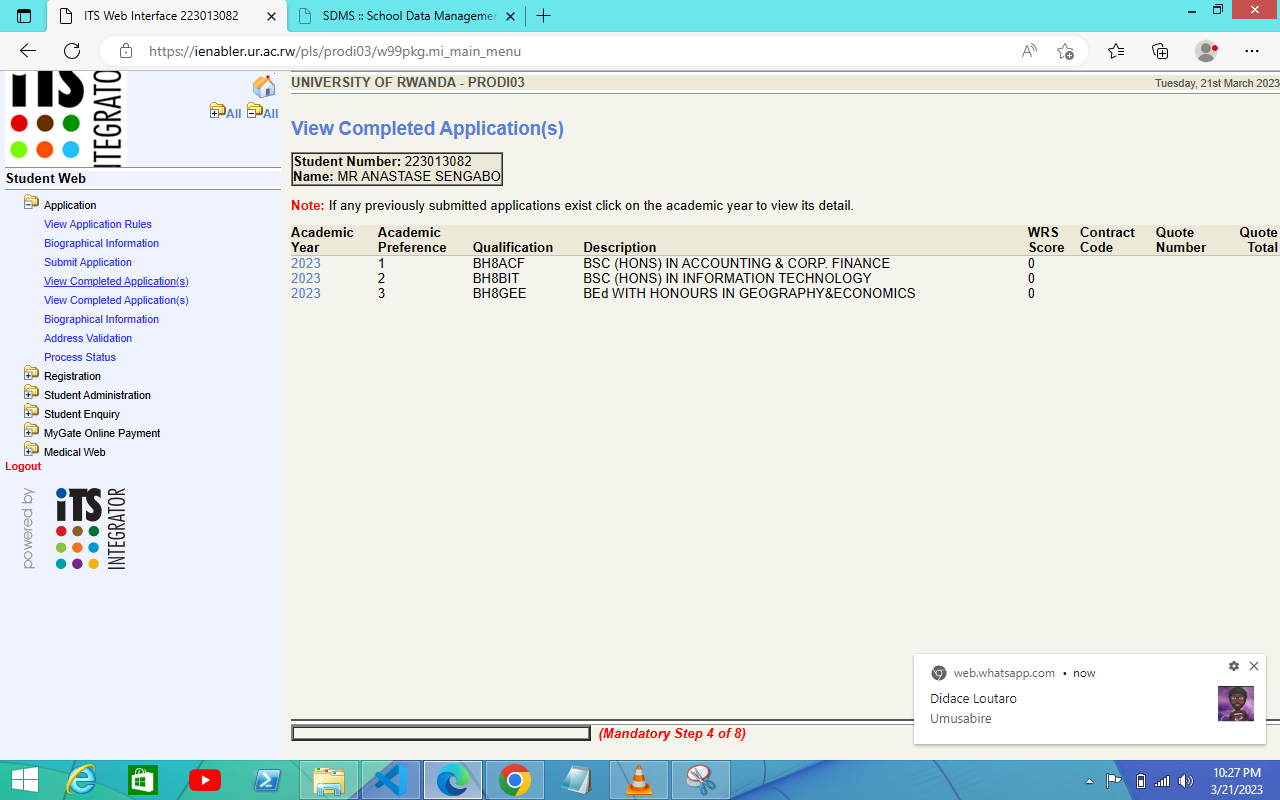 ITS Web Interface 223013082
SDMS :: School Data Manageme
https://ienabler.ur.ac.rw/pls/prodi03/w99pkg.mi_main_menu
iTS
INTEGRATO
All All
Student Web
Application
View Application Rules
Biographical Information
Submit Application
View Completed Application(s)
View Completed Application(s)
Biographical Information
Address Validation
Process Status
Registration
Student Administration
Student Enquiry
MyGate Online Payment
Medical Web
Logout
powered by
iTS
INTEGRATOR
UNIVERSITY OF RWANDA - PRODI03
Tuesday, 21st March 2023
View Completed Application(s)
Student Number: 223013082
Name: MR ANASTASE SENGABO
Note: If any previously submitted applications exist click on the academic year to view its detail.
Academic Year Academic Preference Qualification Description WRS Score Contract Code Quote Number Quote Total
2023 1 BH8ACF BSC (HONS) IN ACCOUNTING & CORP. FINANCE 0
2023 2 BH8BIT BSC (HONS) IN INFORMATION TECHNOLOGY 0
2023 3 BH8GEE BEd WITH HONOURS IN GEOGRAPHY&ECONOMICS 0
(Mandatory Step 4 of 8)
web.whatsapp.com • now
Didace Loutaro
Umusabire
10:27 PM
3/21/2023